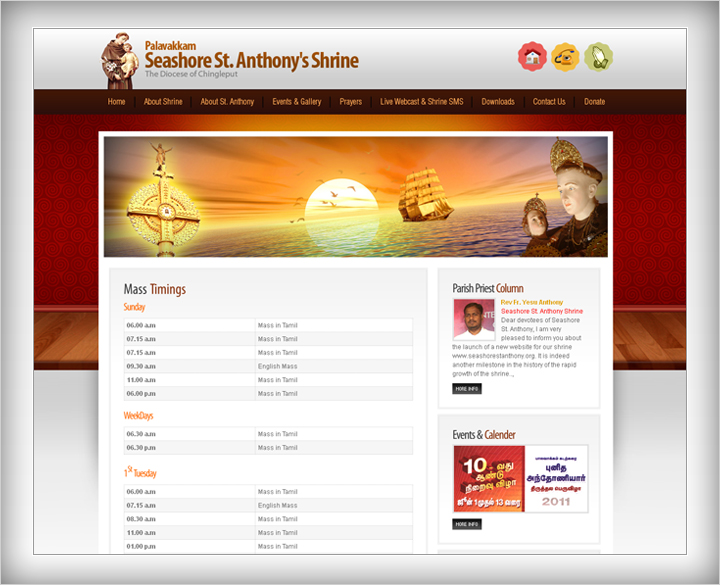 Palavakkam
Seashore St. Anthony's Shrine
The Diocese of Chingleput
Home About Shrine About St. Anthony Events & Gallery Prayers Live Webcast & Shrine SMS Downloads Contact Us Donate
Mass Timings
Sunday
06.00 a.m Mass in Tamil
07.15 a.m Mass in Tamil
07.15 a.m Mass in Tamil
09.30 a.m English Mass
11.00 a.m Mass in Tamil
06.00 p.m Mass in Tamil
WeekDays
06.30 a.m Mass in Tamil
06.30 p.m Mass in Tamil
1St Tuesday
06.00 a.m Mass in Tamil
07.15 a.m English Mass
08.30 a.m Mass in Tamil
11.00 a.m Mass in Tamil
01.00 p.m Mass in Tamil
Parish Priest Column
Rev Fr. Yesu Anthony
Seashore St. Anthony Shrine
Dear devotees of Seashore
St. Anthony, I am very
pleased to inform you about
the launch of a new website for our shrine
www.seashorestanthony.org. It is indeed
another milestone in the history of the rapid
growth of the shrine...
MORE INFO
Events & Calender
10வது
ஆண்டு
நிறைவு விழா
ஜூன் 1 முதல் 13 வரை
பாலவாக்கம் கடற்கரை
புனித
அந்தோணியார்
திருத்தல பெருவிழா
2011
MORE INFO